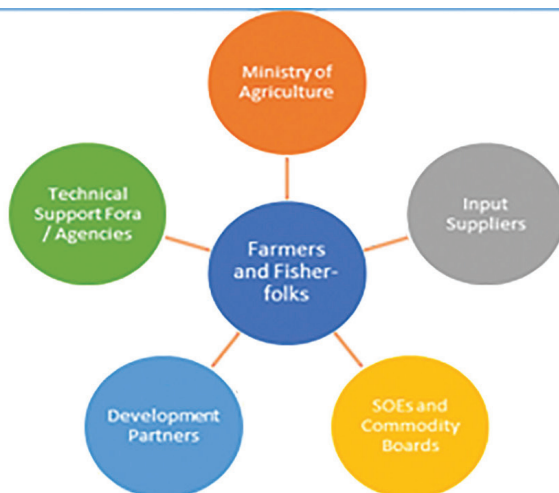 Ministry of
Agriculture
Technical
Support Fora
/ Agencies
Input
Suppliers
Farmers
and Fisher-
folks
Development
Partners
SOEs and
Commodity
Boards